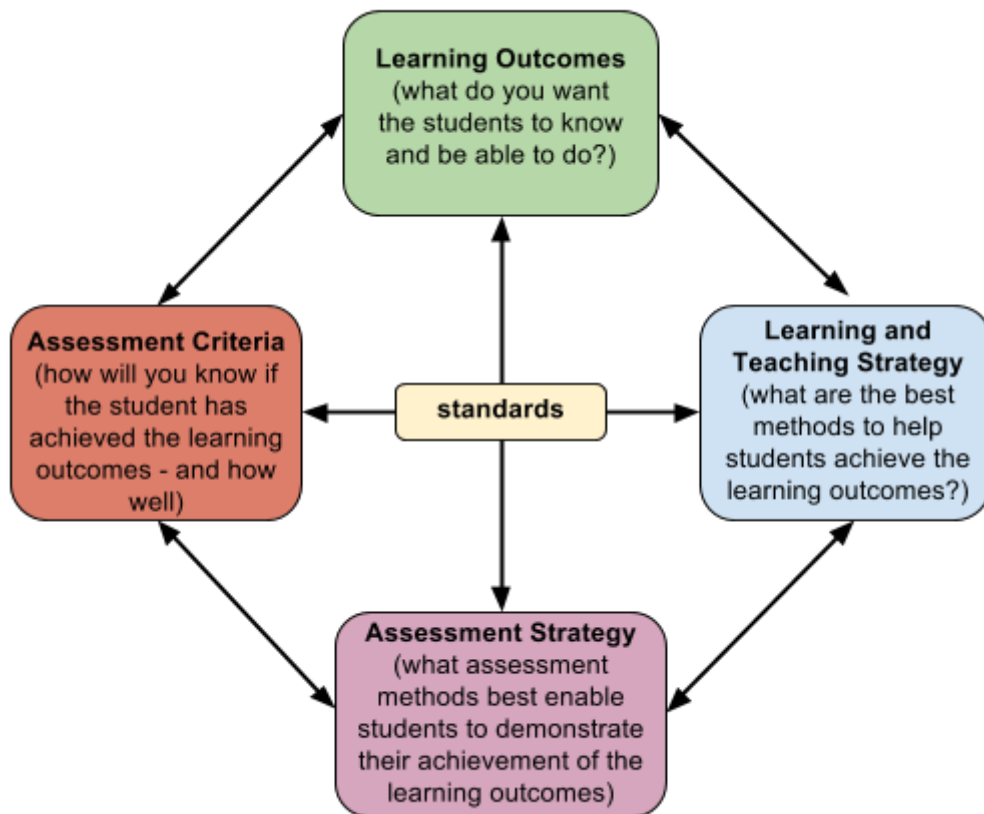 Learning Outcomes
(what do you want
the students to know
and be able to do?)
Assessment Criteria
(how will you know if
the student has
achieved the learning
outcomes - and how
well)
standards
Learning and
Teaching Strategy
(what are the best
methods to help
students achieve the
learning outcomes?)
Assessment Strategy
(what assessment
methods best enable
students to demonstrate
their achievement of the
learning outcomes)